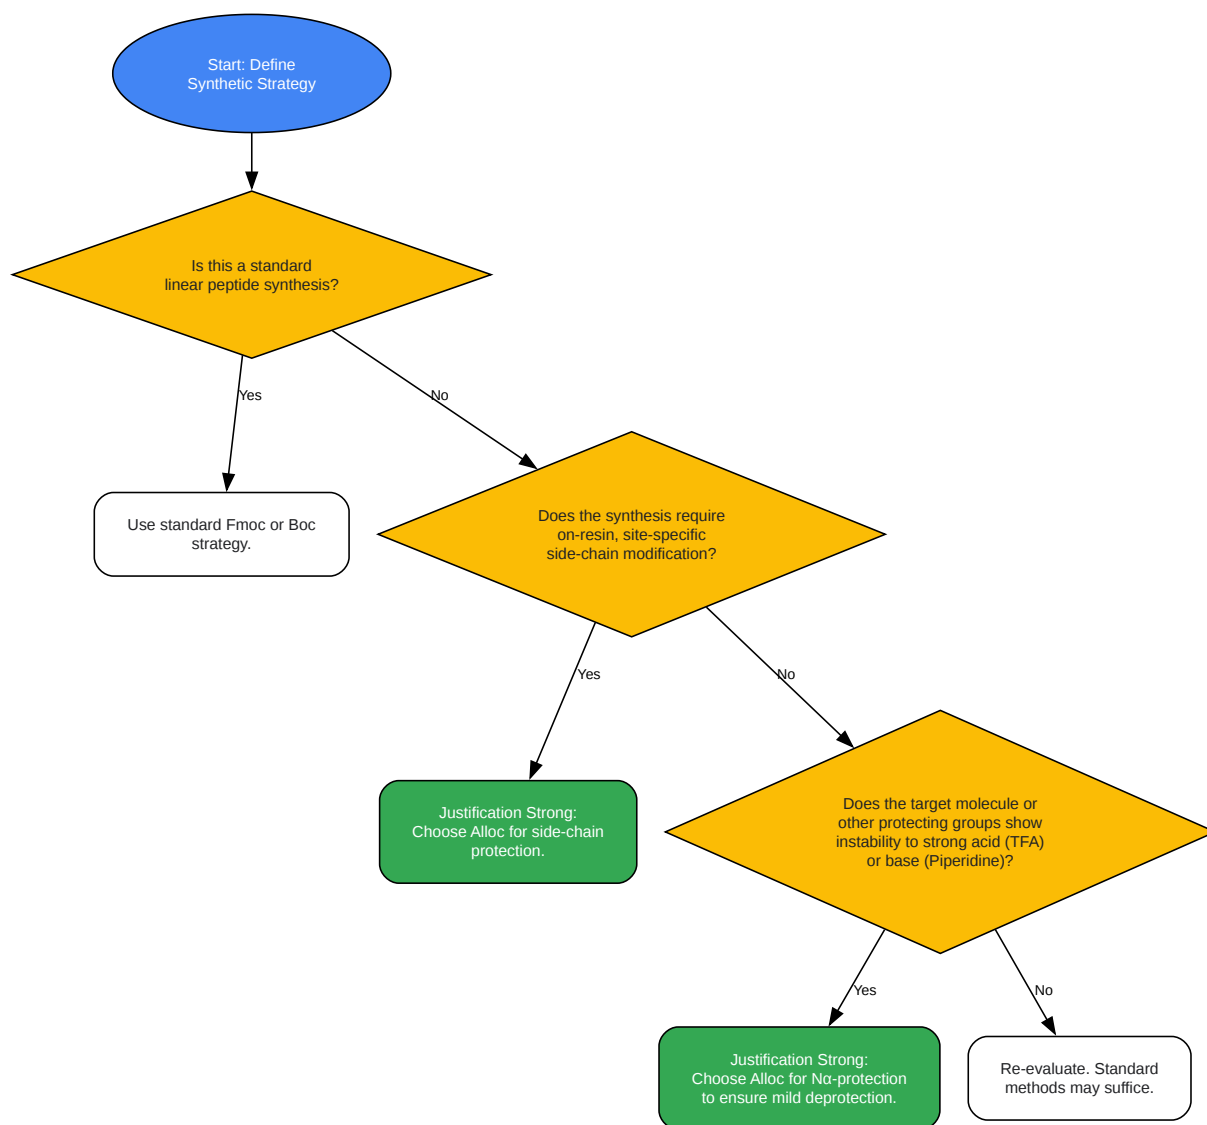 Start: Define
Synthetic Strategy
Is this a standard
linear peptide synthesis?
Yes
No
Use standard Fmoc or Boc
strategy.
Does the synthesis require
on-resin, site-specific
side-chain modification?
Yes
No
Justification Strong:
Choose Alloc for side-chain
protection.
Does the target molecule or
other protecting groups show
instability to strong acid (TFA)
or base (Piperidine)?
Yes
No
Justification Strong:
Choose Alloc for Nα-protection
to ensure mild deprotection.
Re-evaluate. Standard
methods may suffice.